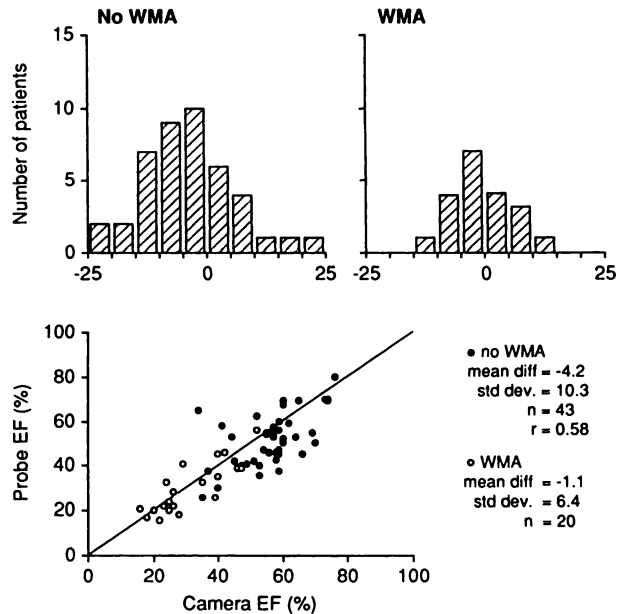 No WMA
WMA
15
10
5
0
Number of patients
-25
0
25
-25
0
25
100
80
60
40
20
0
Probe EF (%)
0
20
40
60
80
100
Camera EF (%)
● no WMA
mean diff = -4.2
std dev. = 10.3
n = 43
r = 0.58
○ WMA
mean diff = -1.1
std dev. = 6.4
n = 20